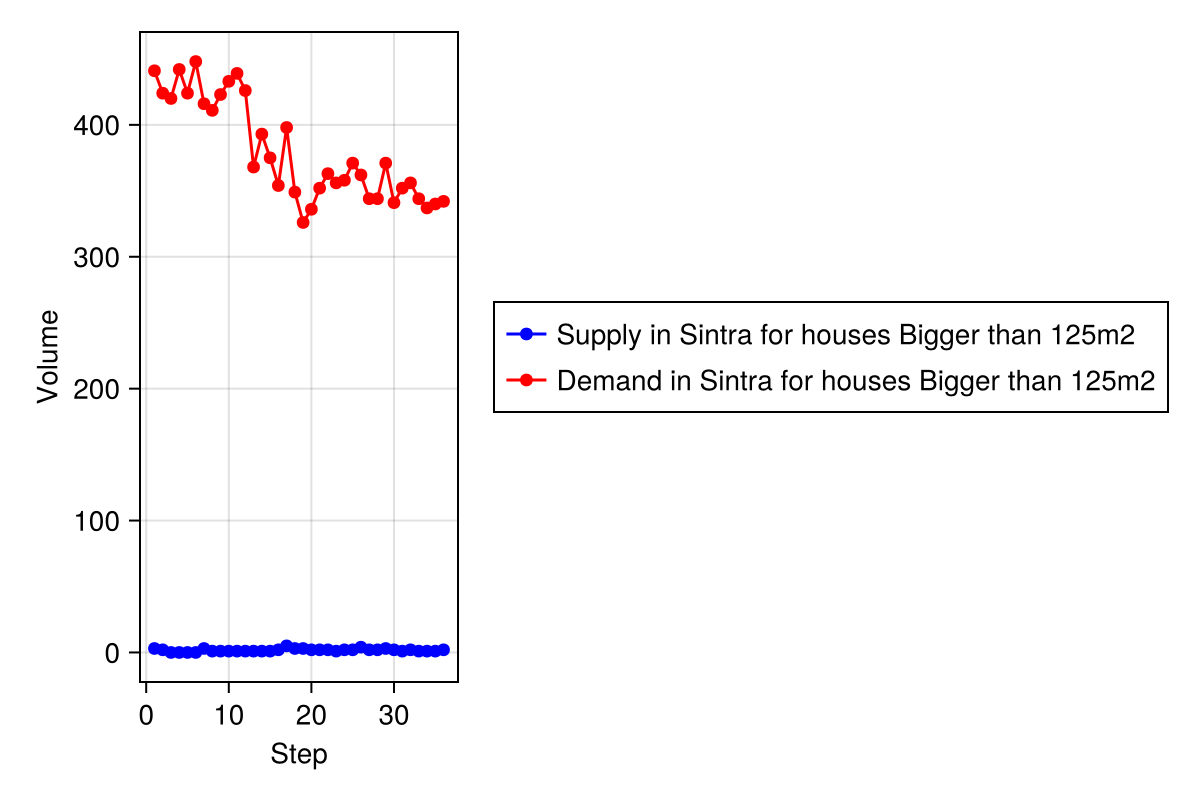 Volume
400
300
200
100
0
0 10 20 30
Step
Supply in Sintra for houses Bigger than 125m2
Demand in Sintra for houses Bigger than 125m2